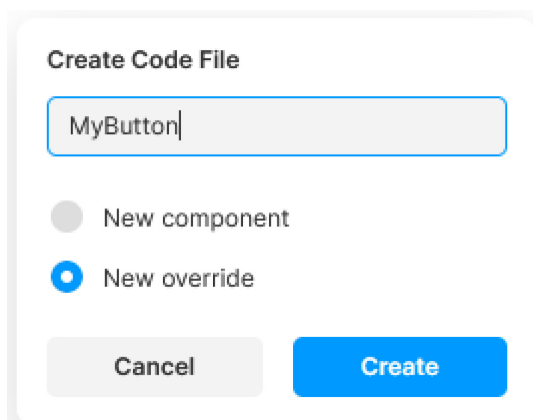 Create Code File
MyButton
New component
New override
Cancel
Create